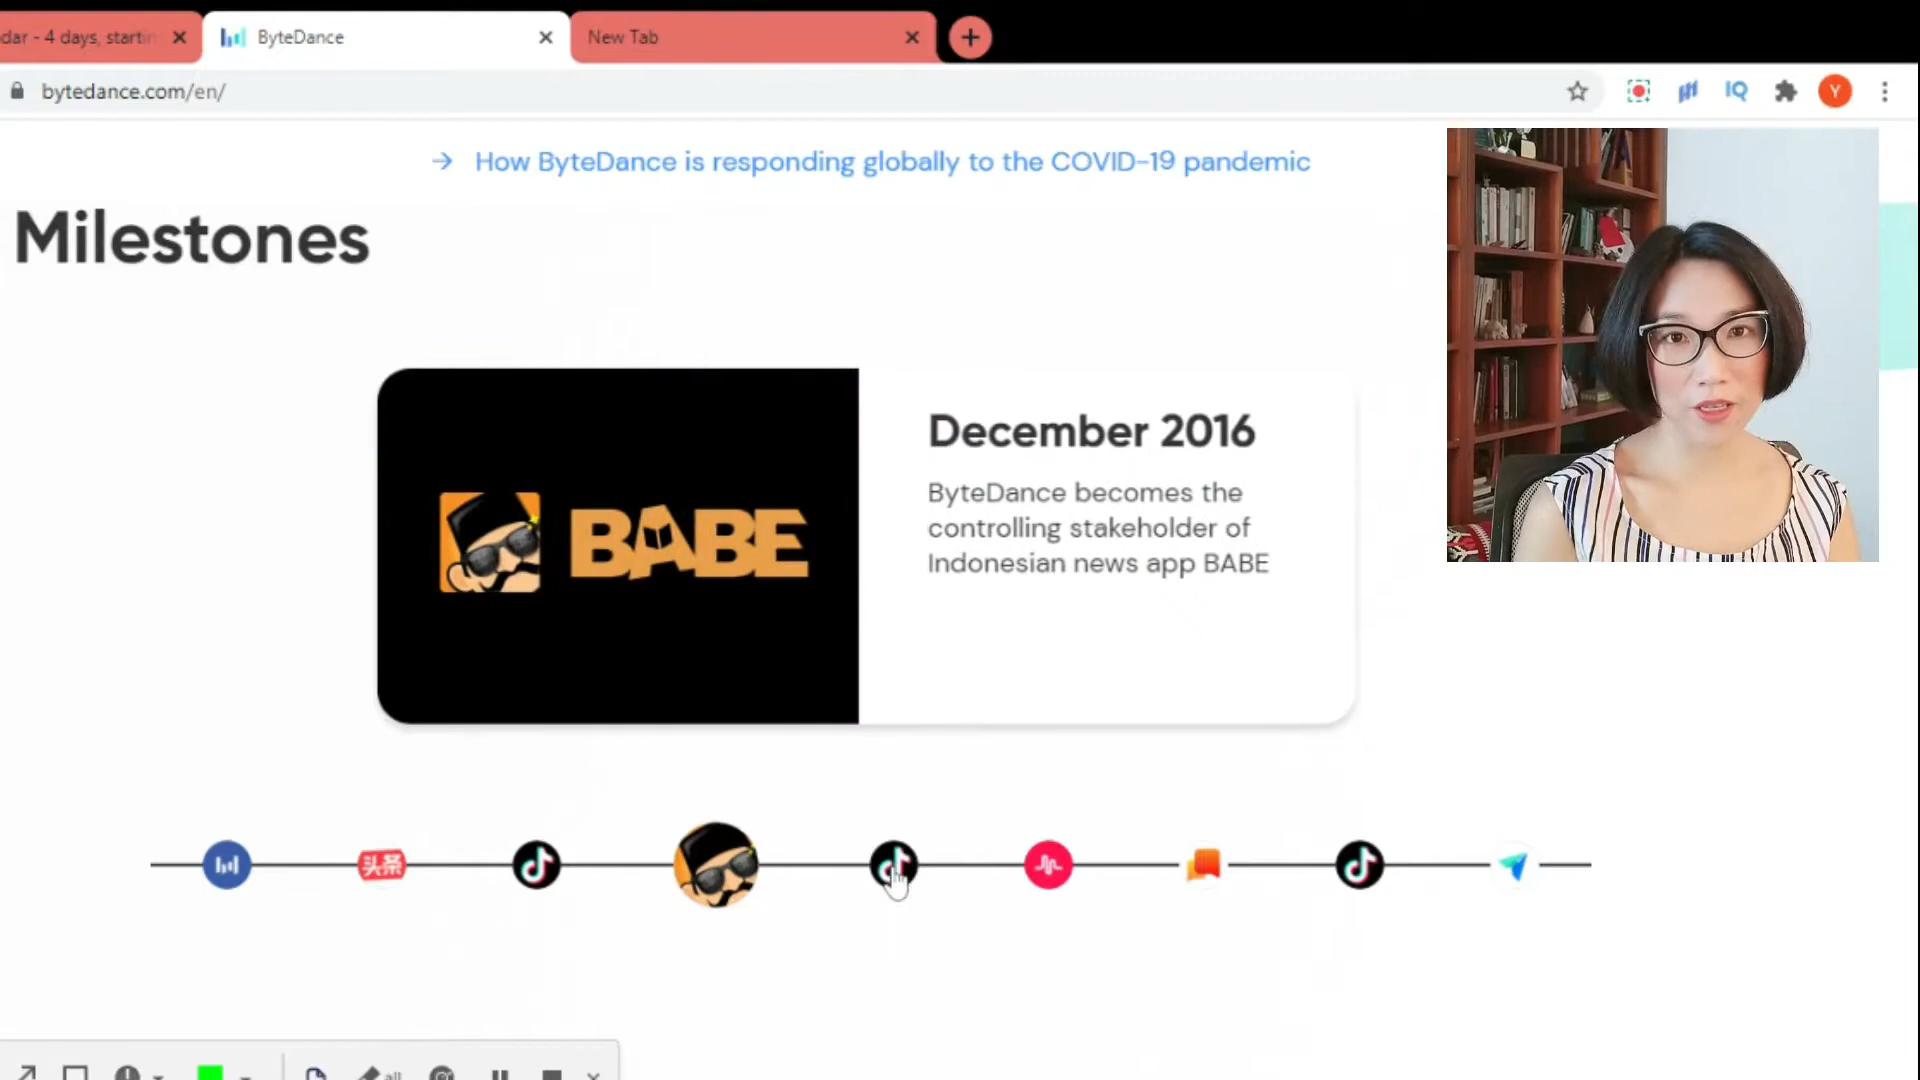 dar - 4 days, startin
ByteDance
New Tab
bytedance.com/en/
IQ
Y
→ How ByteDance is responding globally to the COVID-19 pandemic
Milestones
BABE
December 2016
ByteDance becomes the
controlling stakeholder of
Indonesian news app BABE
头条
all